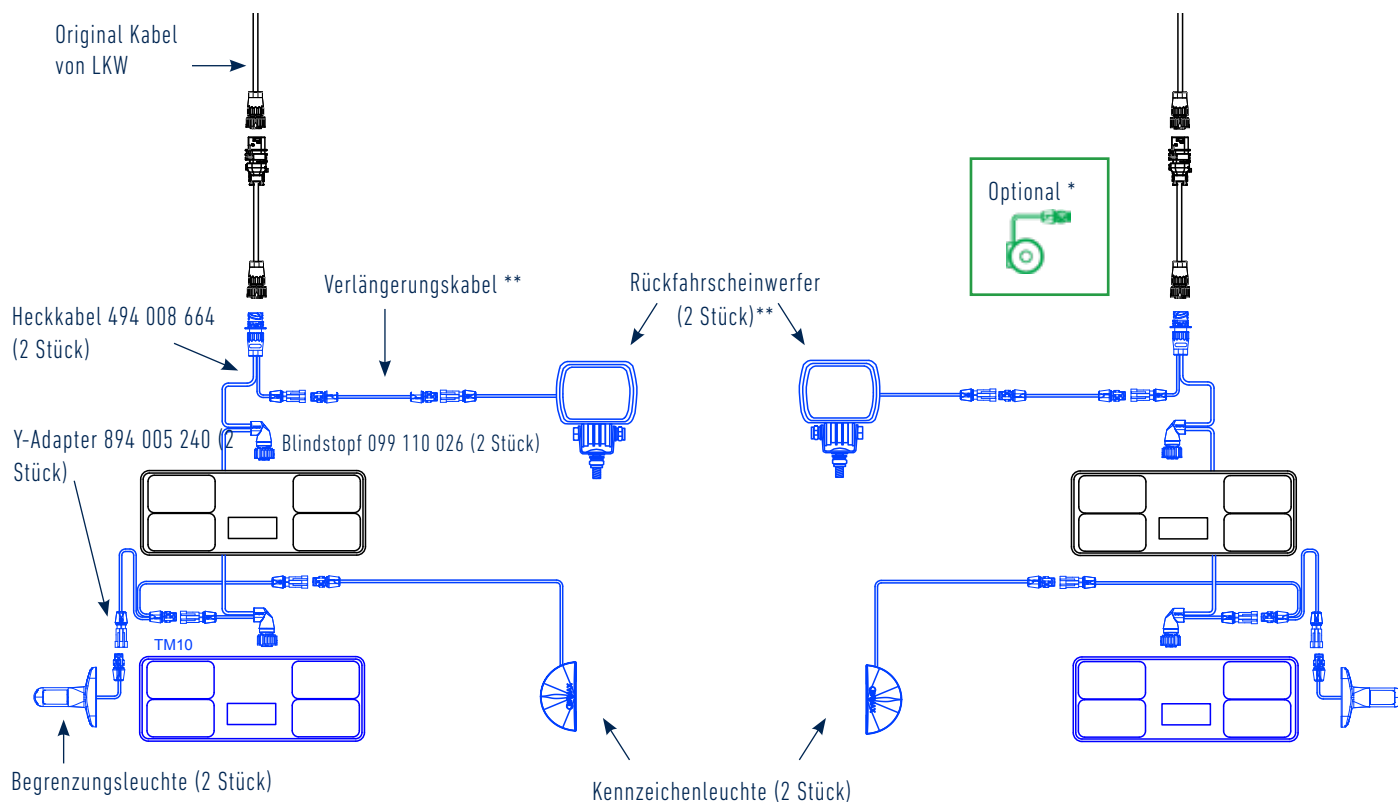 Original Kabel
von LKW
Optional *
Verlängerungskabel **
Rückfahrscheinwerfer
(2 Stück)**
Heckkabel 494 008 664
(2 Stück)
Y-Adapter 894 005 240 (2
Stück)
Blindstopf 099 110 026 (2 Stück)
TM10
Begrenzungsleuchte (2 Stück)
Kennzeichenleuchte (2 Stück)